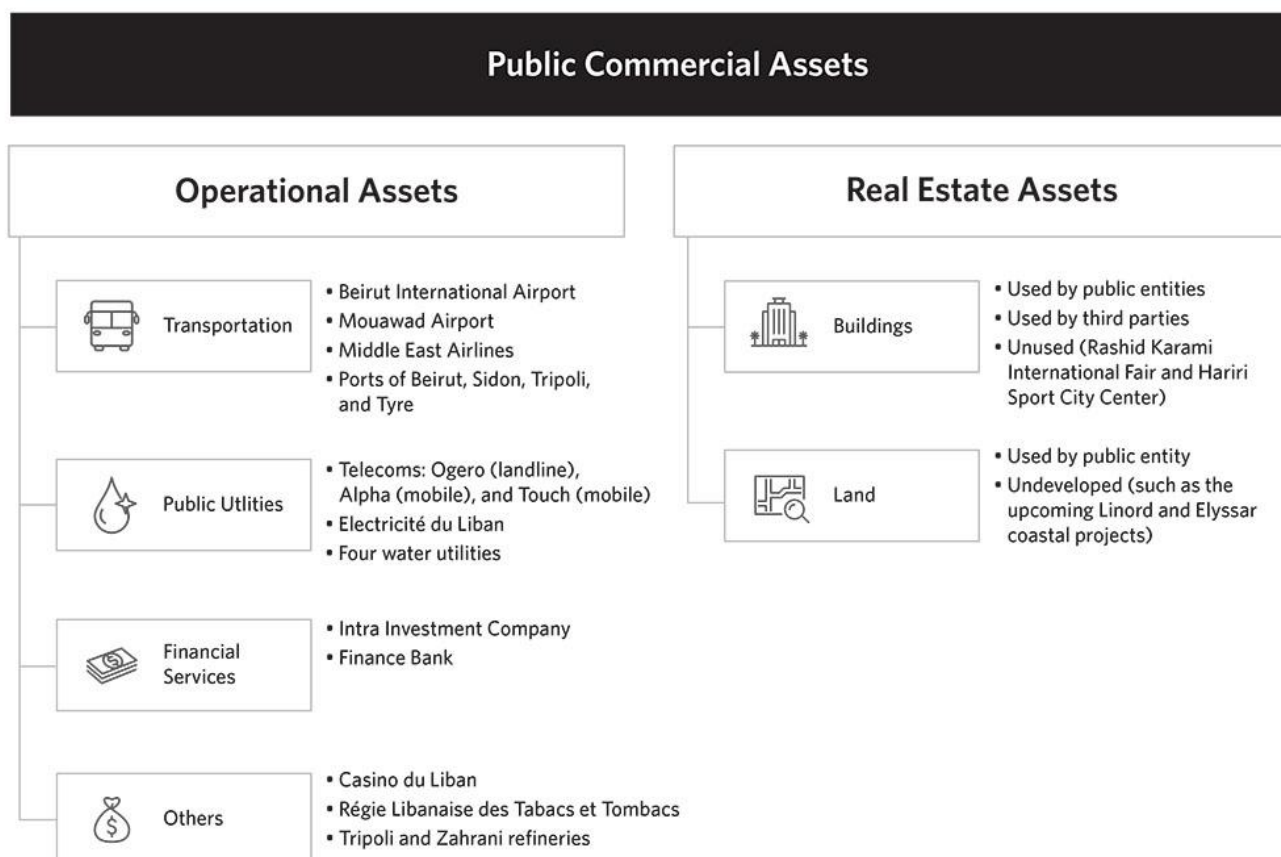 Public Commercial Assets
Operational Assets
Transportation
• Beirut International Airport
• Mouawad Airport
• Middle East Airlines
• Ports of Beirut, Sidon, Tripoli,
and Tyre
Public Utlities
• Telecoms: Ogero (landline),
Alpha (mobile), and Touch (mobile)
• Electricité du Liban
• Four water utilities
Financial
Services
• Intra Investment Company
• Finance Bank
Others
• Casino du Liban
• Régie Libanaise des Tabacs et Tombacs
• Tripoli and Zahrani refineries
Real Estate Assets
Buildings
• Used by public entities
• Used by third parties
• Unused (Rashid Karami
International Fair and Hariri
Sport City Center)
Land
• Used by public entity
• Undeveloped (such as the
upcoming Linord and Elyssar
coastal projects)